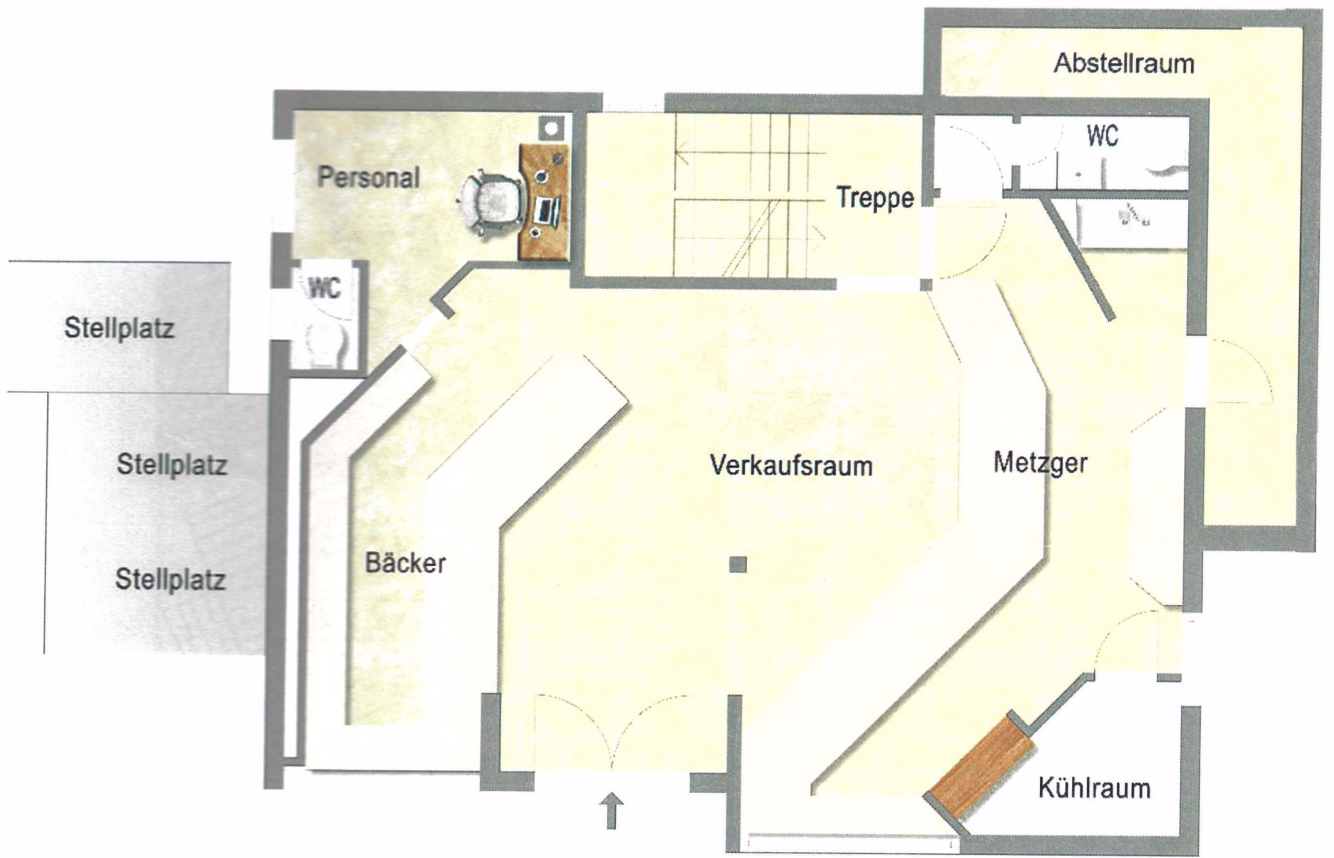 Abstellraum
WC
Personal
Treppe
WC
Stellplatz
Stellplatz
Verkaufsraum
Metzger
Bäcker
Stellplatz
Kühlraum